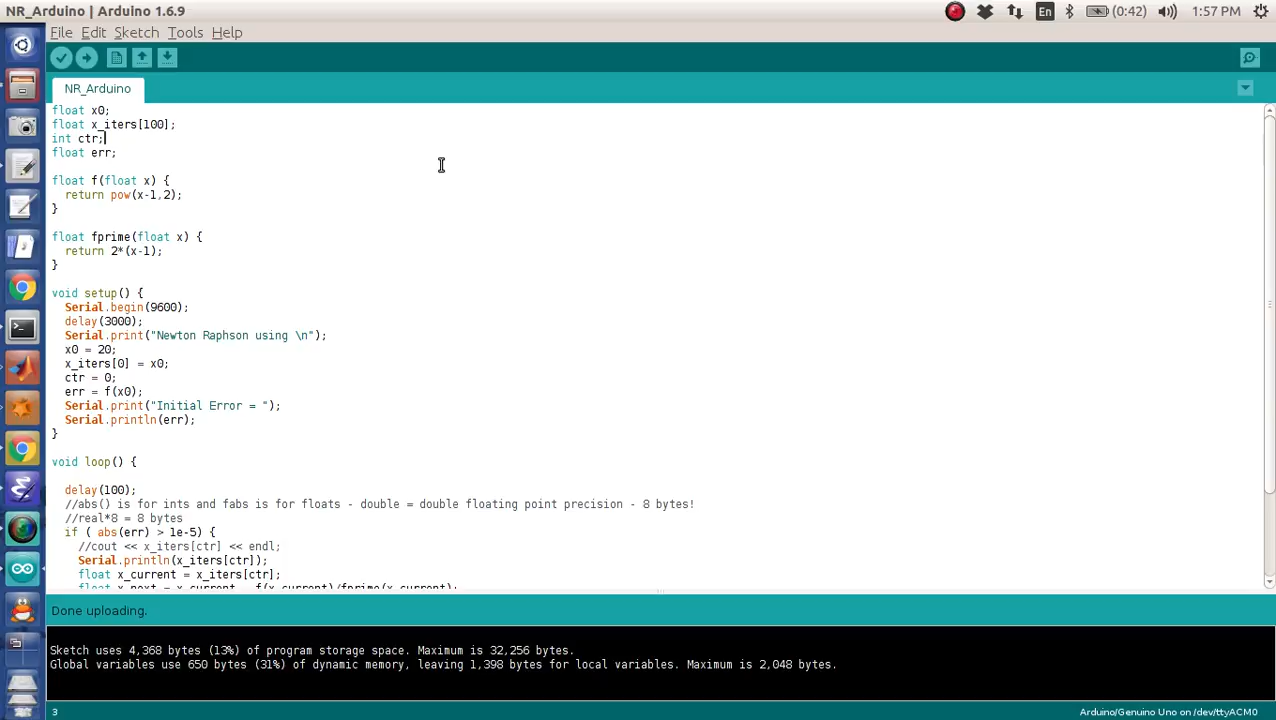 NR_Arduino | Arduino 1.6.9
En
(0:42)
1:57 PM
File Edit Sketch Tools Help
NR_Arduino
float x0;
float x_iters[100];
int ctr;
float err;
float f(float x) {
return pow(x-1,2);
}
float fprime(float x) {
return 2*(x-1);
}
void setup() {
Serial.begin(9600);
delay(3000);
Serial.print("Newton Raphson using \n");
x0 = 20;
x_iters[0] = x0;
ctr = 0;
err = f(x0);
Serial.print("Initial Error = ");
Serial.println(err);
}
void loop() {
delay(100);
//abs() is for ints and fabs is for floats - double = double floating point precision - 8 bytes!
//real*8 = 8 bytes
if ( abs(err) > 1e-5) {
//cout << x_iters[ctr] << endl;
Serial.println(x_iters[ctr]);
float x_current = x_iters[ctr];
float x_next = x_current - f(x_current)/fprime(x_current);
Done uploading.
Sketch uses 4,368 bytes (13%) of program storage space. Maximum is 32,256 bytes.
Global variables use 650 bytes (31%) of dynamic memory, leaving 1,398 bytes for local variables. Maximum is 2,048 bytes.
3
Arduino/Genuino Uno on /dev/ttyACM0